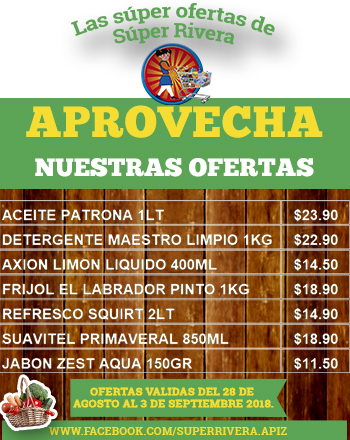 Las súper ofertas de
Súper Rivera
APROVECHA
NUESTRAS OFERTAS
ACEITE PATRONA 1LT $23.90
DETERGENTE MAESTRO LIMPIO 1KG $22.90
AXION LIMON LIQUIDO 400ML $14.50
FRIJOL EL LABRADOR PINTO 1KG $18.90
REFRESCO SQUIRT 2LT $14.90
SUAVITEL PRIMAVERAL 850ML $18.90
JABON ZEST AQUA 150GR $11.50
OFERTAS VALIDAS DEL 28 DE
AGOSTO AL 3 DE SEPTIEMBRE 2018.
WWW.FACEBOOK.COM/SUPERRIVERA.APIZ